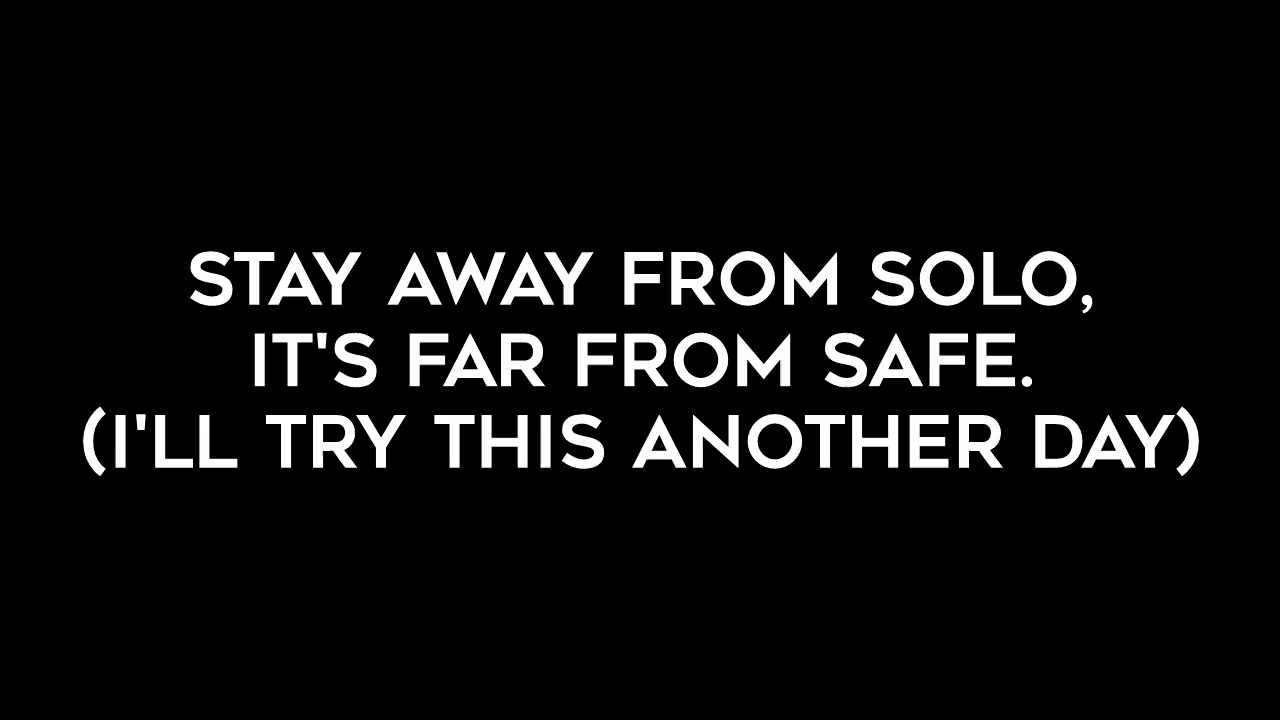 STAY AWAY FROM SOLO,
IT'S FAR FROM SAFE.
(I'LL TRY THIS ANOTHER DAY)